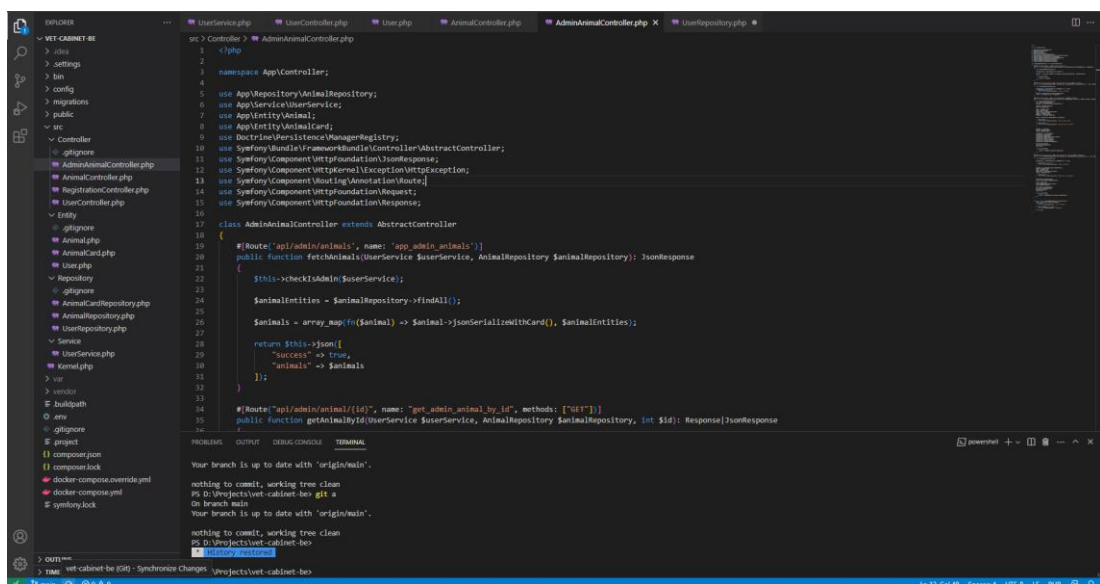 EXPLORER
VET-CABINET-BE
.idea
.settings
bin
config
migrations
public
src
Controller
.gitignore
AdminAnimalController.php
AnimalController.php
RegistrationController.php
UserController.php
Entity
.gitignore
Animal.php
AnimalCard.php
User.php
Repository
.gitignore
AnimalCardRepository.php
AnimalRepository.php
UserRepository.php
Service
UserService.php
Kernel.php
var
vendor
.buildpath
.env
.gitignore
.project
composer.json
composer.lock
docker-compose.override.yml
docker-compose.yml
symfony.lock
vet-cabinet-be (Git) - Synchronize Changes
UserService.php UserController.php User.php AnimalController.php AdminAnimalController.php UserRepository.php
src > Controller > AdminAnimalController.php
1 <?php
2
3 namespace App\Controller;
4
5 use App\Repository\AnimalRepository;
6 use App\Service\UserService;
7 use App\Entity\Animal;
8 use App\Entity\AnimalCard;
9 use Doctrine\Persistence\ManagerRegistry;
10 use Symfony\Bundle\FrameworkBundle\Controller\AbstractController;
11 use Symfony\Component\HttpFoundation\JsonResponse;
12 use Symfony\Component\HttpKernel\Exception\HttpException;
13 use Symfony\Component\Routing\Annotation\Route;
14 use Symfony\Component\HttpFoundation\Request;
15 use Symfony\Component\HttpFoundation\Response;
16
17 class AdminAnimalController extends AbstractController
18 {
19 #[Route('api/admin/animals', name: 'app_admin_animals')]
20 public function fetchAnimals(UserService $userService, AnimalRepository $animalRepository): JsonResponse
21 {
22 $this->checkIsAdmin($userService);
23
24 $animalEntities = $animalRepository->findAll();
25
26 $animals = array_map(fn($animal) => $animal->jsonSerializeWithCard(), $animalEntities);
27
28 return $this->json([
29 "success" => true,
30 "animals" => $animals
31 ]);
32 }
33
34 #[Route("api/admin/animal/{id}", name: "get_admin_animal_by_id", methods: ["GET"])]
35 public function getAnimalById(UserService $userService, AnimalRepository $animalRepository, int $id): Response|JsonResponse
PROBLEMS OUTPUT DEBUG CONSOLE TERMINAL
powershell
Your branch is up to date with 'origin/main'.
nothing to commit, working tree clean
PS D:\Projects\vet-cabinet-be> git a
On branch main
Your branch is up to date with 'origin/main'.
nothing to commit, working tree clean
PS D:\Projects\vet-cabinet-be>
* History restored
\Projects\vet-cabinet-be>